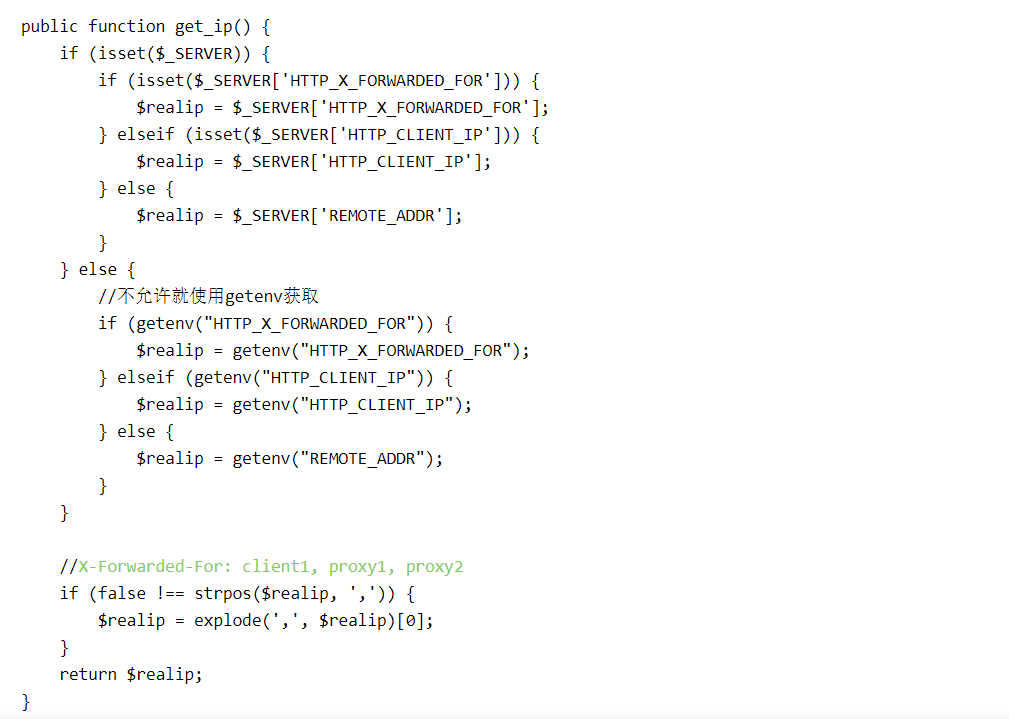 public function get_ip() {
    if (isset($_SERVER)) {
        if (isset($_SERVER['HTTP_X_FORWARDED_FOR'])) {
            $realip = $_SERVER['HTTP_X_FORWARDED_FOR'];
        } elseif (isset($_SERVER['HTTP_CLIENT_IP'])) {
            $realip = $_SERVER['HTTP_CLIENT_IP'];
        } else {
            $realip = $_SERVER['REMOTE_ADDR'];
        }
    } else {
        //不允许就使用getenv获取
        if (getenv("HTTP_X_FORWARDED_FOR")) {
            $realip = getenv("HTTP_X_FORWARDED_FOR");
        } elseif (getenv("HTTP_CLIENT_IP")) {
            $realip = getenv("HTTP_CLIENT_IP");
        } else {
            $realip = getenv("REMOTE_ADDR");
        }
    }

    //X-Forwarded-For: client1, proxy1, proxy2
    if (false !== strpos($realip, ',')) {
        $realip = explode(',', $realip)[0];
    }
    return $realip;
}